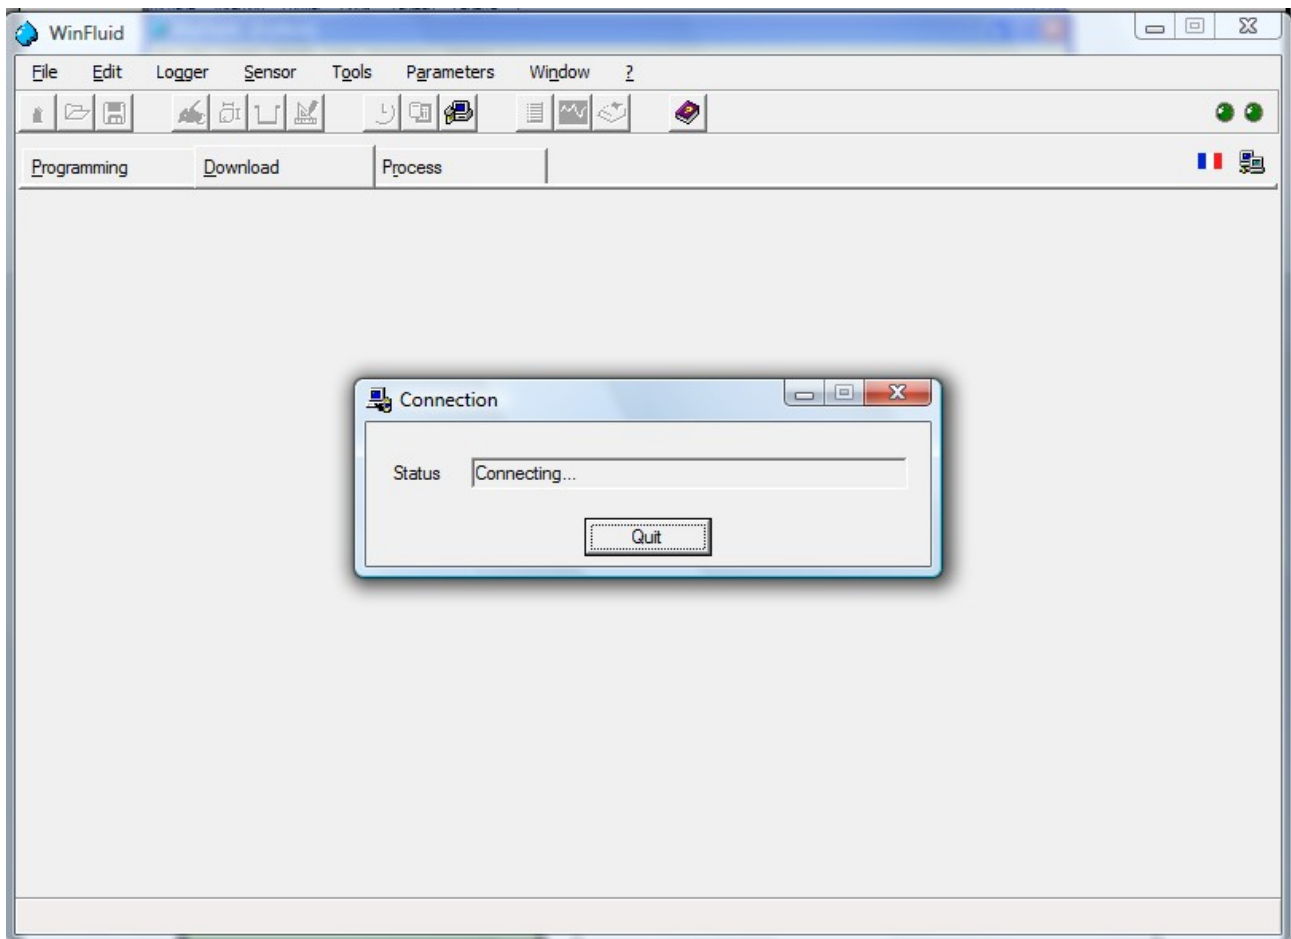 WinFluid
File Edit Logger Sensor Tools Parameters Window ?
Programming Download Process
Connection
Status Connecting...
Quit